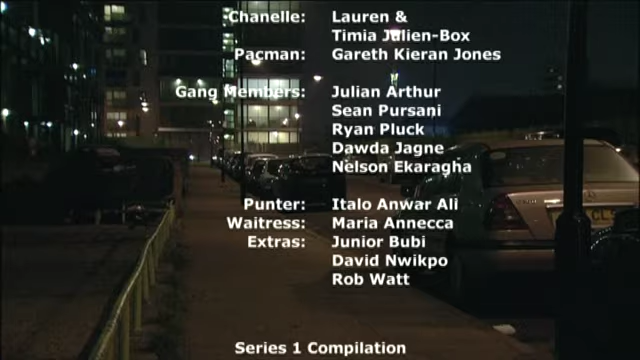 Chanelle: Lauren &
Timia Julien-Box
Pacman: Gareth Kieran Jones
Gang Members: Julian Arthur
Sean Pursani
Ryan Pluck
Dawda Jagne
Nelson Ekaragha
Punter: Italo Anwar Ali
Waitress: Maria Annecca
Extras: Junior Bubi
David Nwikpo
Rob Watt
Series 1 Compilation